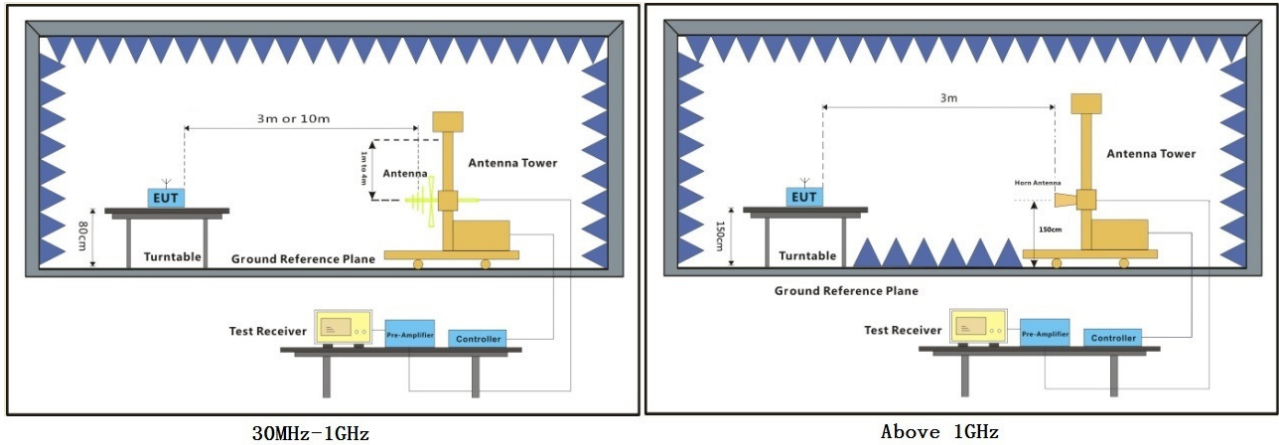 3m or 10m
1m to 4m
Antenna
Antenna Tower
EUT
80cm
Turntable
Ground Reference Plane
Test Receiver
Pre-Amplifier
Controller
30MHz-1GHz
3m
Antenna Tower
Horn Antenna
EUT
150cm
150cm
Turntable
Ground Reference Plane
Test Receiver
Pre-Amplifier
Controller
Above 1GHz